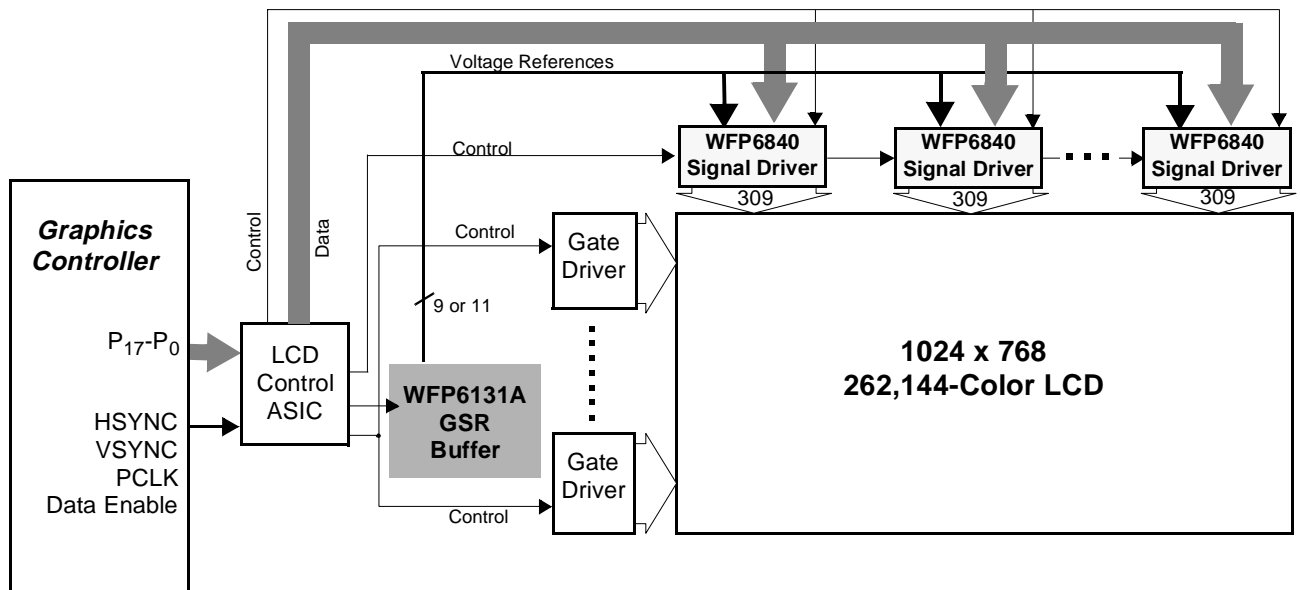 Voltage References
WFP6840
Signal Driver
WFP6840
Signal Driver
WFP6840
Signal Driver
Control
309
309
309
Graphics
Controller
Control
Data
Control
Gate
Driver
9 or 11
P17-P0
LCD
Control
ASIC
1024 x 768
262,144-Color LCD
WFP6131A
GSR
Buffer
HSYNC
VSYNC
PCLK
Data Enable
Gate
Driver
Control